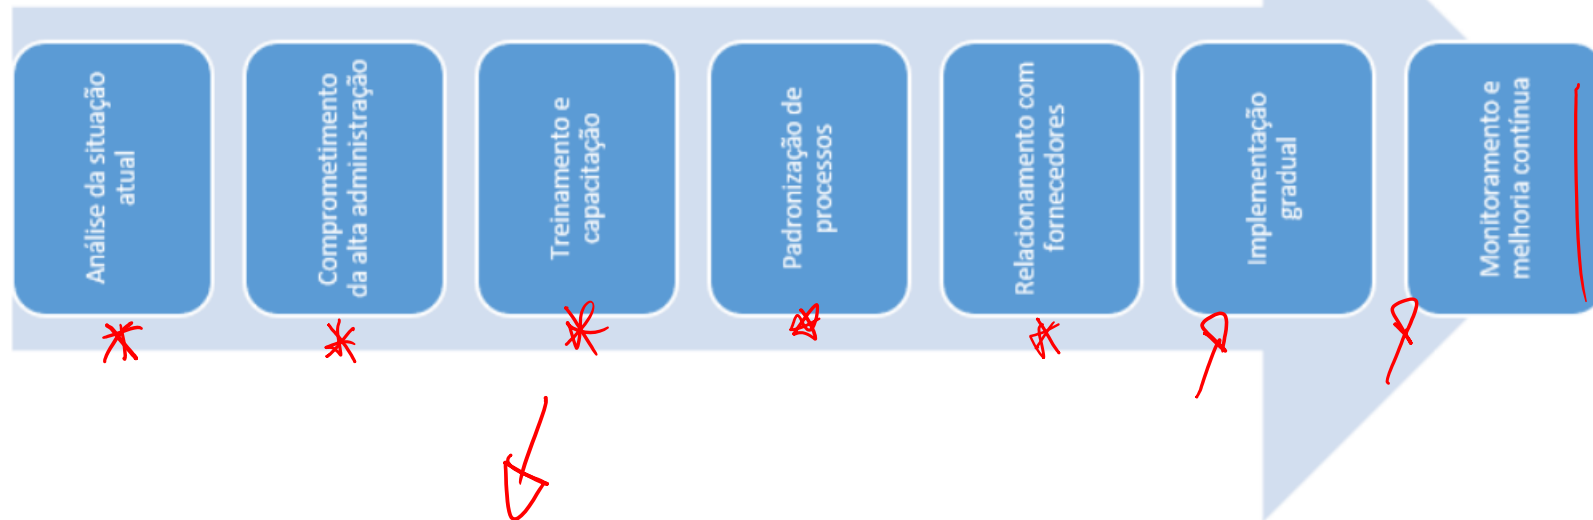 Análise da situação
atual
Comprometimento
da alta administração
Treinamento e
capacitação
Padronização de
processos
Relacionamento com
fornecedores
Implementação
gradual
Monitoramento e
melhoria contínua